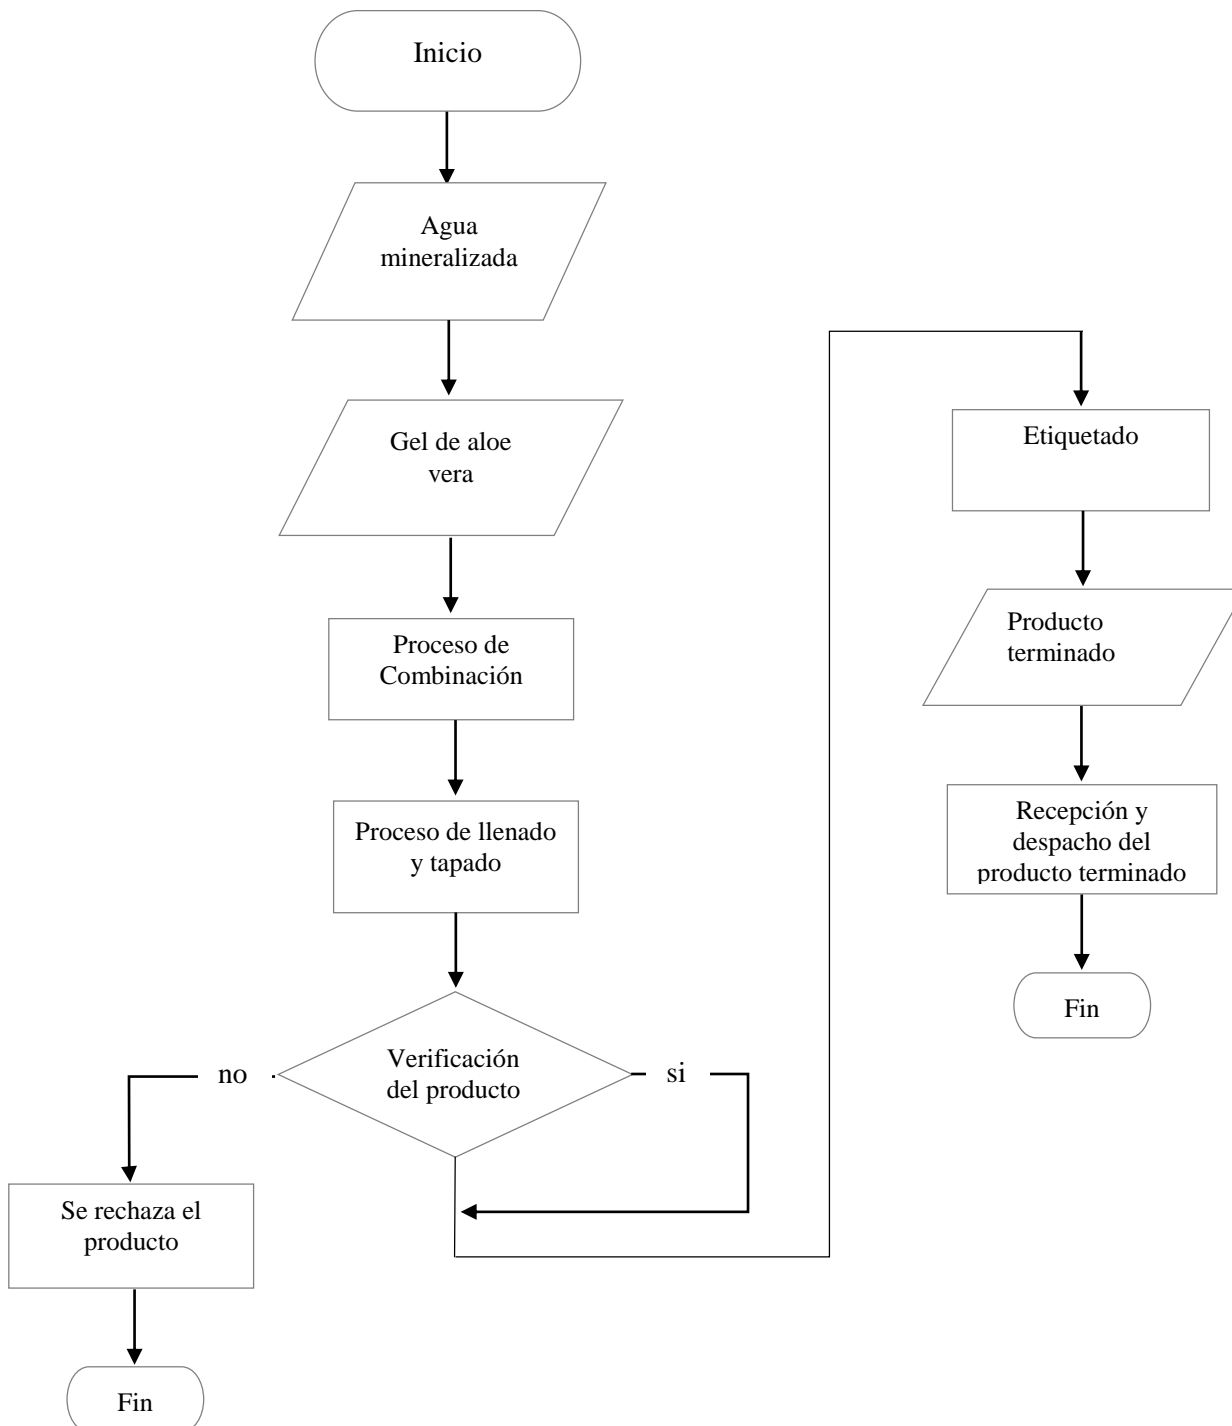 Inicio
Agua
mineralizada
Gel de aloe
vera
Proceso de
Combinación
Proceso de llenado
y tapado
Verificación
del producto
no
si
Se rechaza el
producto
Fin
Etiquetado
Producto
terminado
Recepción y
despacho del
producto terminado
Fin